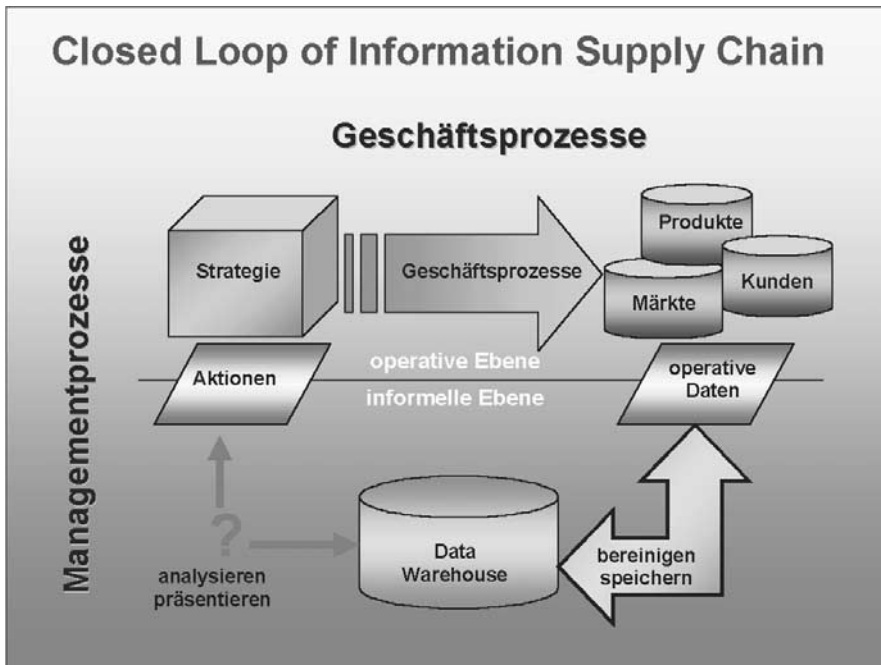 Closed Loop of Information Supply Chain
Geschäftsprozesse
Managementprozesse
Strategie
Geschäftsprozesse
Produkte
Kunden
Märkte
Aktionen
operative Ebene
informelle Ebene
operative
Daten
?
analysieren
präsentieren
Data
Warehouse
bereinigen
speichern